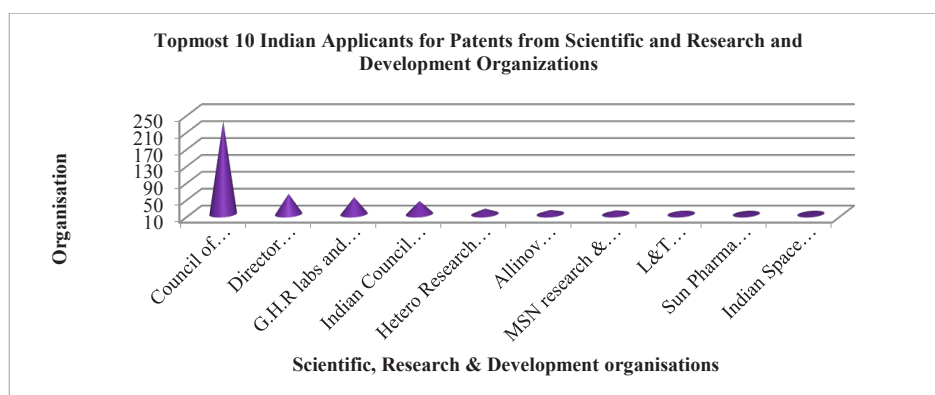 Topmost 10 Indian Applicants for Patents from Scientific and Research and
Development Organizations
Organisation
250
210
170
130
90
50
10
Council of…
Director…
G.H.R labs and…
Indian Council…
Hetero Research…
Allinov…
MSN research &…
L&T…
Sun Pharma…
Indian Space…
Scientific, Research & Development organisations